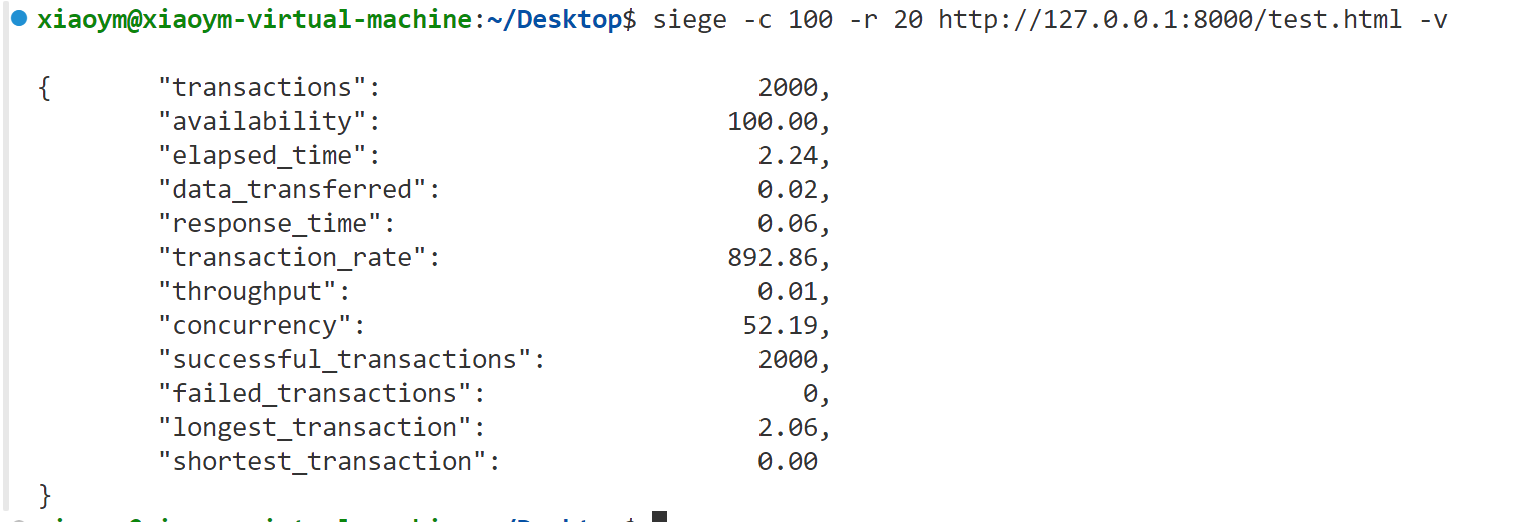 xiaoym@xiaoym-virtual-machine:~/Desktop$ siege -c 100 -r 20 http://127.0.0.1:8000/test.html -v
{ "transactions": 2000,
"availability": 100.00,
"elapsed_time": 2.24,
"data_transferred": 0.02,
"response_time": 0.06,
"transaction_rate": 892.86,
"throughput": 0.01,
"concurrency": 52.19,
"successful_transactions": 2000,
"failed_transactions": 0,
"longest_transaction": 2.06,
"shortest_transaction": 0.00
}